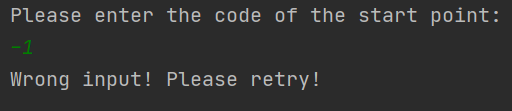 Please enter the code of the start point:
-1
Wrong input! Please retry!